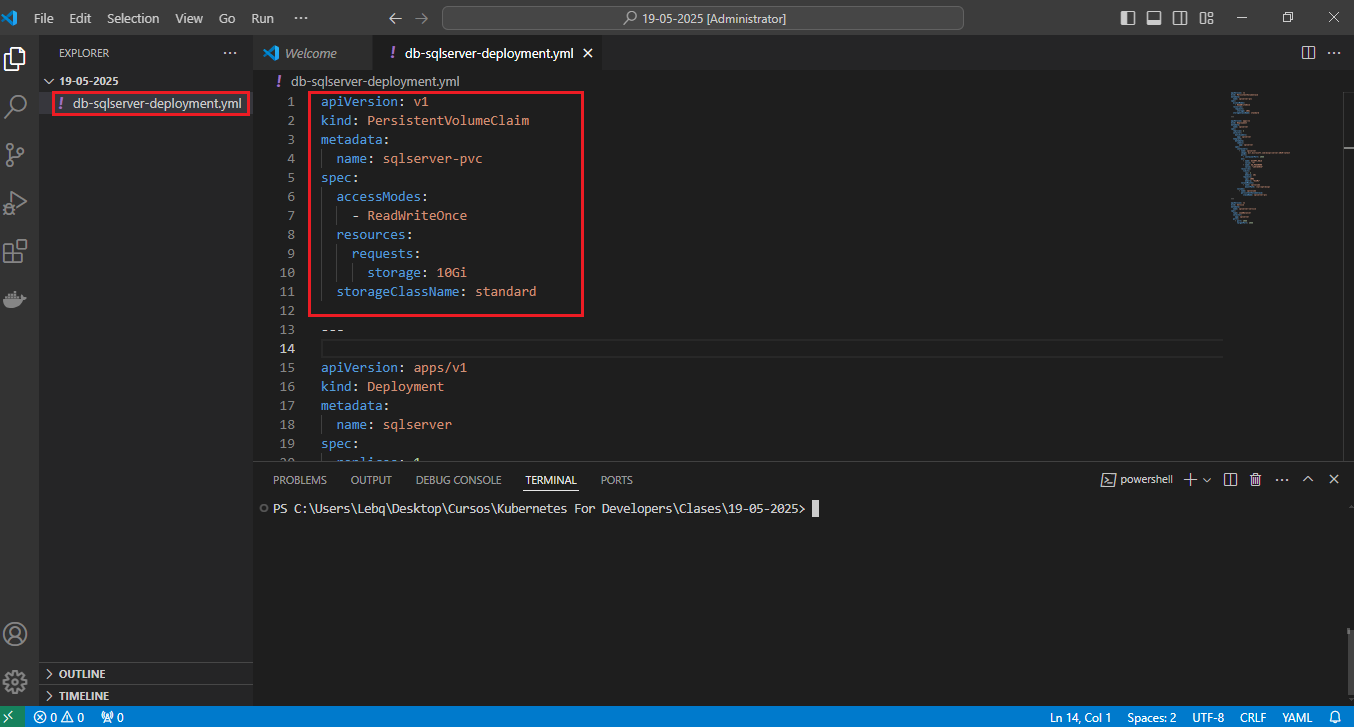 File Edit Selection View Go Run ··· 19-05-2025 [Administrator]
EXPLORER ···
19-05-2025
! db-sqlserver-deployment.yml
Welcome ! db-sqlserver-deployment.yml
! db-sqlserver-deployment.yml
1 apiVersion: v1
2 kind: PersistentVolumeClaim
3 metadata:
4 name: sqlserver-pvc
5 spec:
6 accessModes:
7 - ReadWriteOnce
8 resources:
9 requests:
10 storage: 10Gi
11 storageClassName: standard
12
13 ---
14
15 apiVersion: apps/v1
16 kind: Deployment
17 metadata:
18 name: sqlserver
19 spec:
20 replicas: 1
PROBLEMS OUTPUT DEBUG CONSOLE TERMINAL PORTS powershell
PS C:\Users\Lebq\Desktop\Cursos\Kubernetes For Developers\Clases\19-05-2025>
OUTLINE
TIMELINE
0 0 0 Ln 14, Col 1 Spaces: 2 UTF-8 CRLF YAML